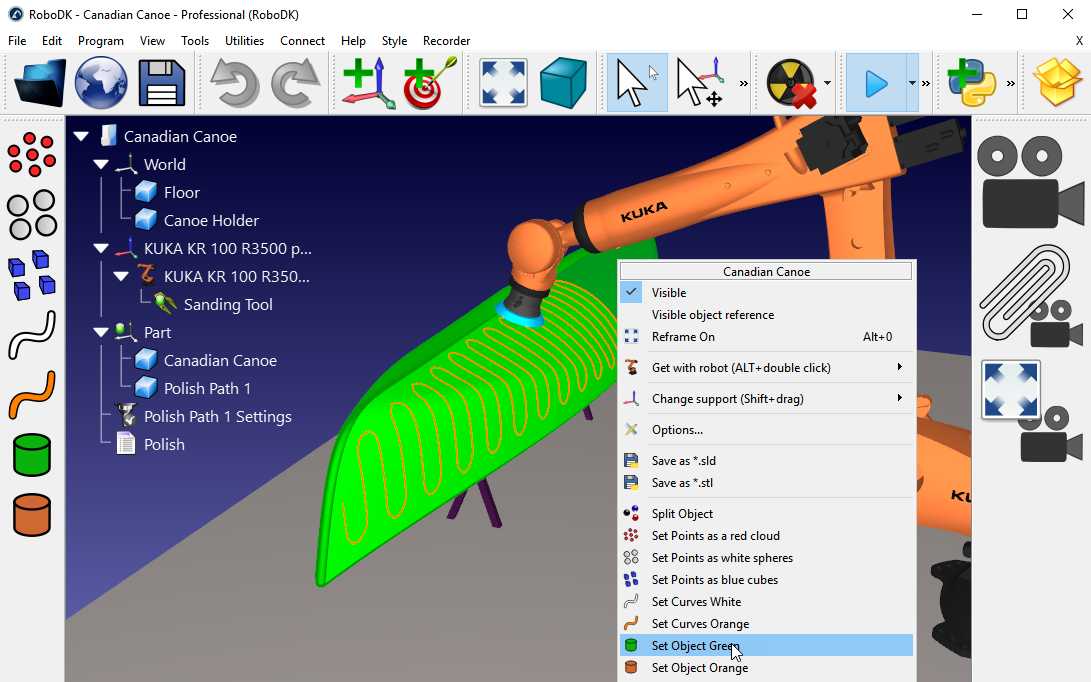 RoboDK - Canadian Canoe - Professional (RoboDK)
File Edit Program View Tools Utilities Connect Help Style Recorder X
Canadian Canoe
World
Floor
Canoe Holder
KUKA KR 100 R3500 p...
KUKA KR 100 R350...
Sanding Tool
Part
Canadian Canoe
Polish Path 1
Polish Path 1 Settings
Polish
KUKA
Canadian Canoe
Visible
Visible object reference
Reframe On Alt+0
Get with robot (ALT+double click)
Change support (Shift+drag)
Options...
Save as *.sld
Save as *.stl
Split Object
Set Points as a red cloud
Set Points as white spheres
Set Points as blue cubes
Set Curves White
Set Curves Orange
Set Object Green
Set Object Orange
KU